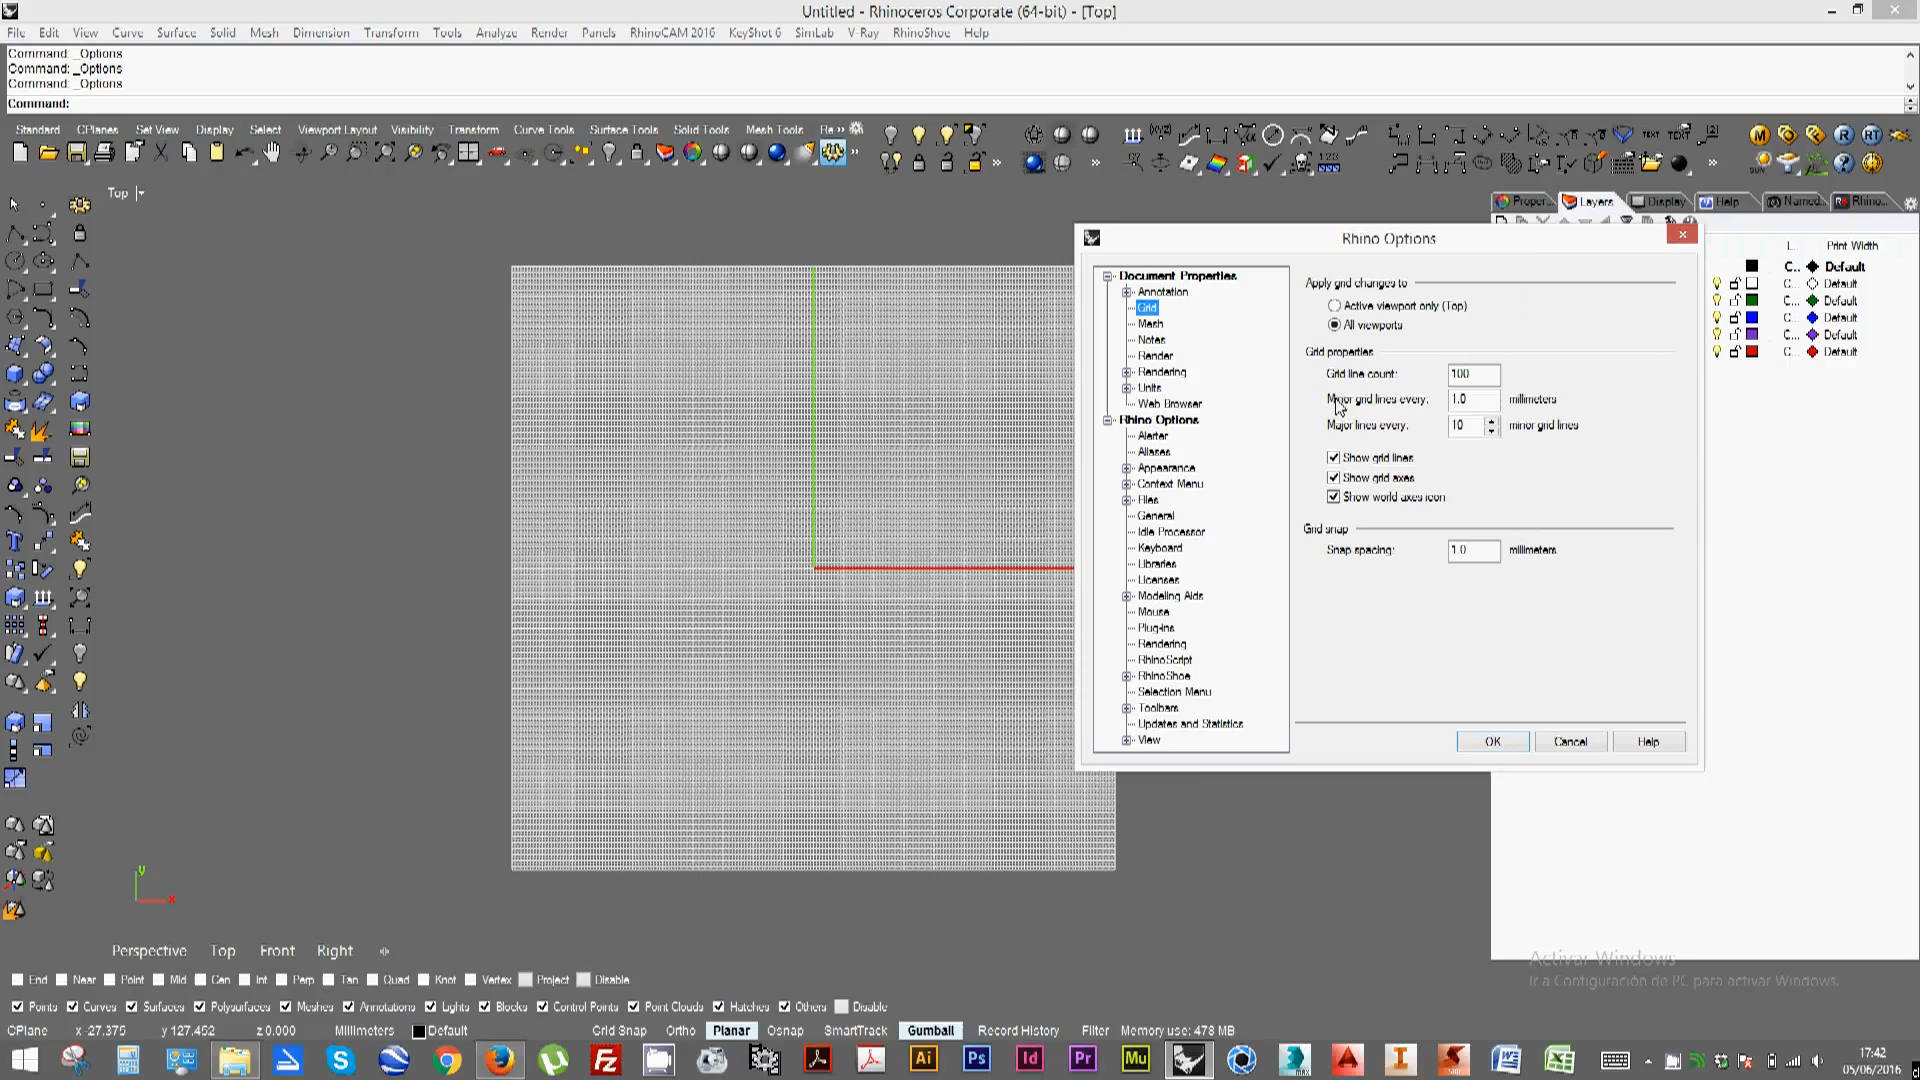 Untitled - Rhinoceros Corporate (64-bit) - [Top]
File Edit View Curve Surface Solid Mesh Dimension Transform Tools Analyze Render Panels RhinoCAM 2016 KeyShot 6 SimLab V-Ray RhinoShoe Help
Command: _Options
Command: _Options
Command: _Options
Command:
Standard CPlanes Set View Display Select Viewport Layout Visibility Transform Curve Tools Surface Tools Solid Tools Mesh Tools Re »
Top
Proper... Layers Display Help Named... Rhino...
Rhino Options
L... Print Width
Document Properties
Annotation
Grid
Mesh
Notes
Render
Rendering
Units
Web Browser
Rhino Options
Alerter
Aliases
Appearance
Context Menu
Files
General
Idle Processor
Keyboard
Libraries
Licenses
Modeling Aids
Mouse
Plug-ins
Rendering
RhinoScript
RhinoShoe
Selection Menu
Toolbars
Updates and Statistics
View
Apply grid changes to
Active viewport only (Top)
All viewports
Grid properties
Grid line count: 100
Minor grid lines every: 1.0 millimeters
Major lines every: 10 minor grid lines
Show grid lines
Show grid axes
Show world axes icon
Grid snap
Snap spacing: 1.0 millimeters
OK Cancel Help
C... Default
C... Default
C... Default
C... Default
C... Default
C... Default
y
x
Perspective Top Front Right
Activar Windows
Ir a Configuración de PC para activar Windows.
End Near Point Mid Cen Int Perp Tan Quad Knot Vertex Project Disable
Points Curves Surfaces Polysurfaces Meshes Annotations Lights Blocks Control Points Point Clouds Hatches Others Disable
CPlane x -27.375 y 127.452 z 0.000 Millimeters Default Grid Snap Ortho Planar Osnap SmartTrack Gumball Record History Filter Memory use: 478 MB
Ai Ps Id Pr Mu
17:42
05/06/2016